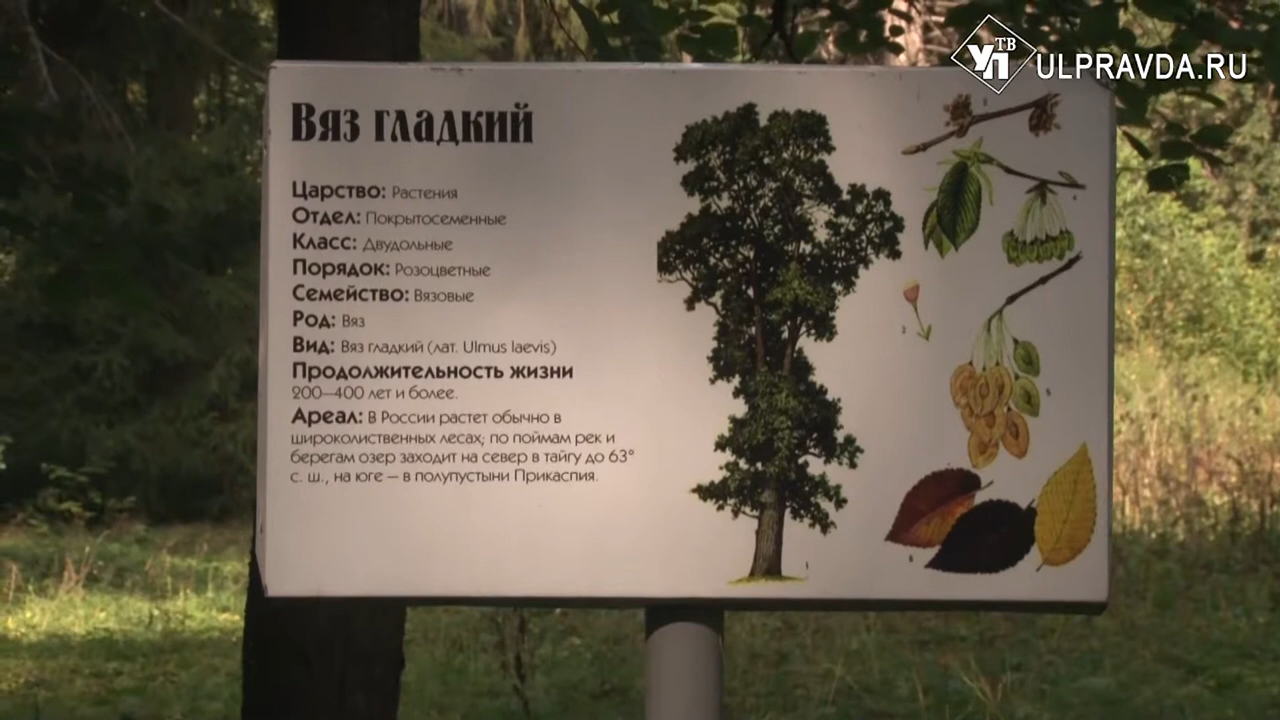 УП ТВ ULPRAVDA.RU
Вяз гладкий
Царство: Растения
Отдел: Покрытосеменные
Класс: Двудольные
Порядок: Розоцветные
Семейство: Вязовые
Род: Вяз
Вид: Вяз гладкий (лат. Ulmus laevis)
Продолжительность жизни
200—400 лет и более.
Ареал: В России растет обычно в
широколиственных лесах; по поймам рек и
берегам озер заходит на север в тайгу до 63°
с. ш., на юге — в полупустыни Прикаспия.